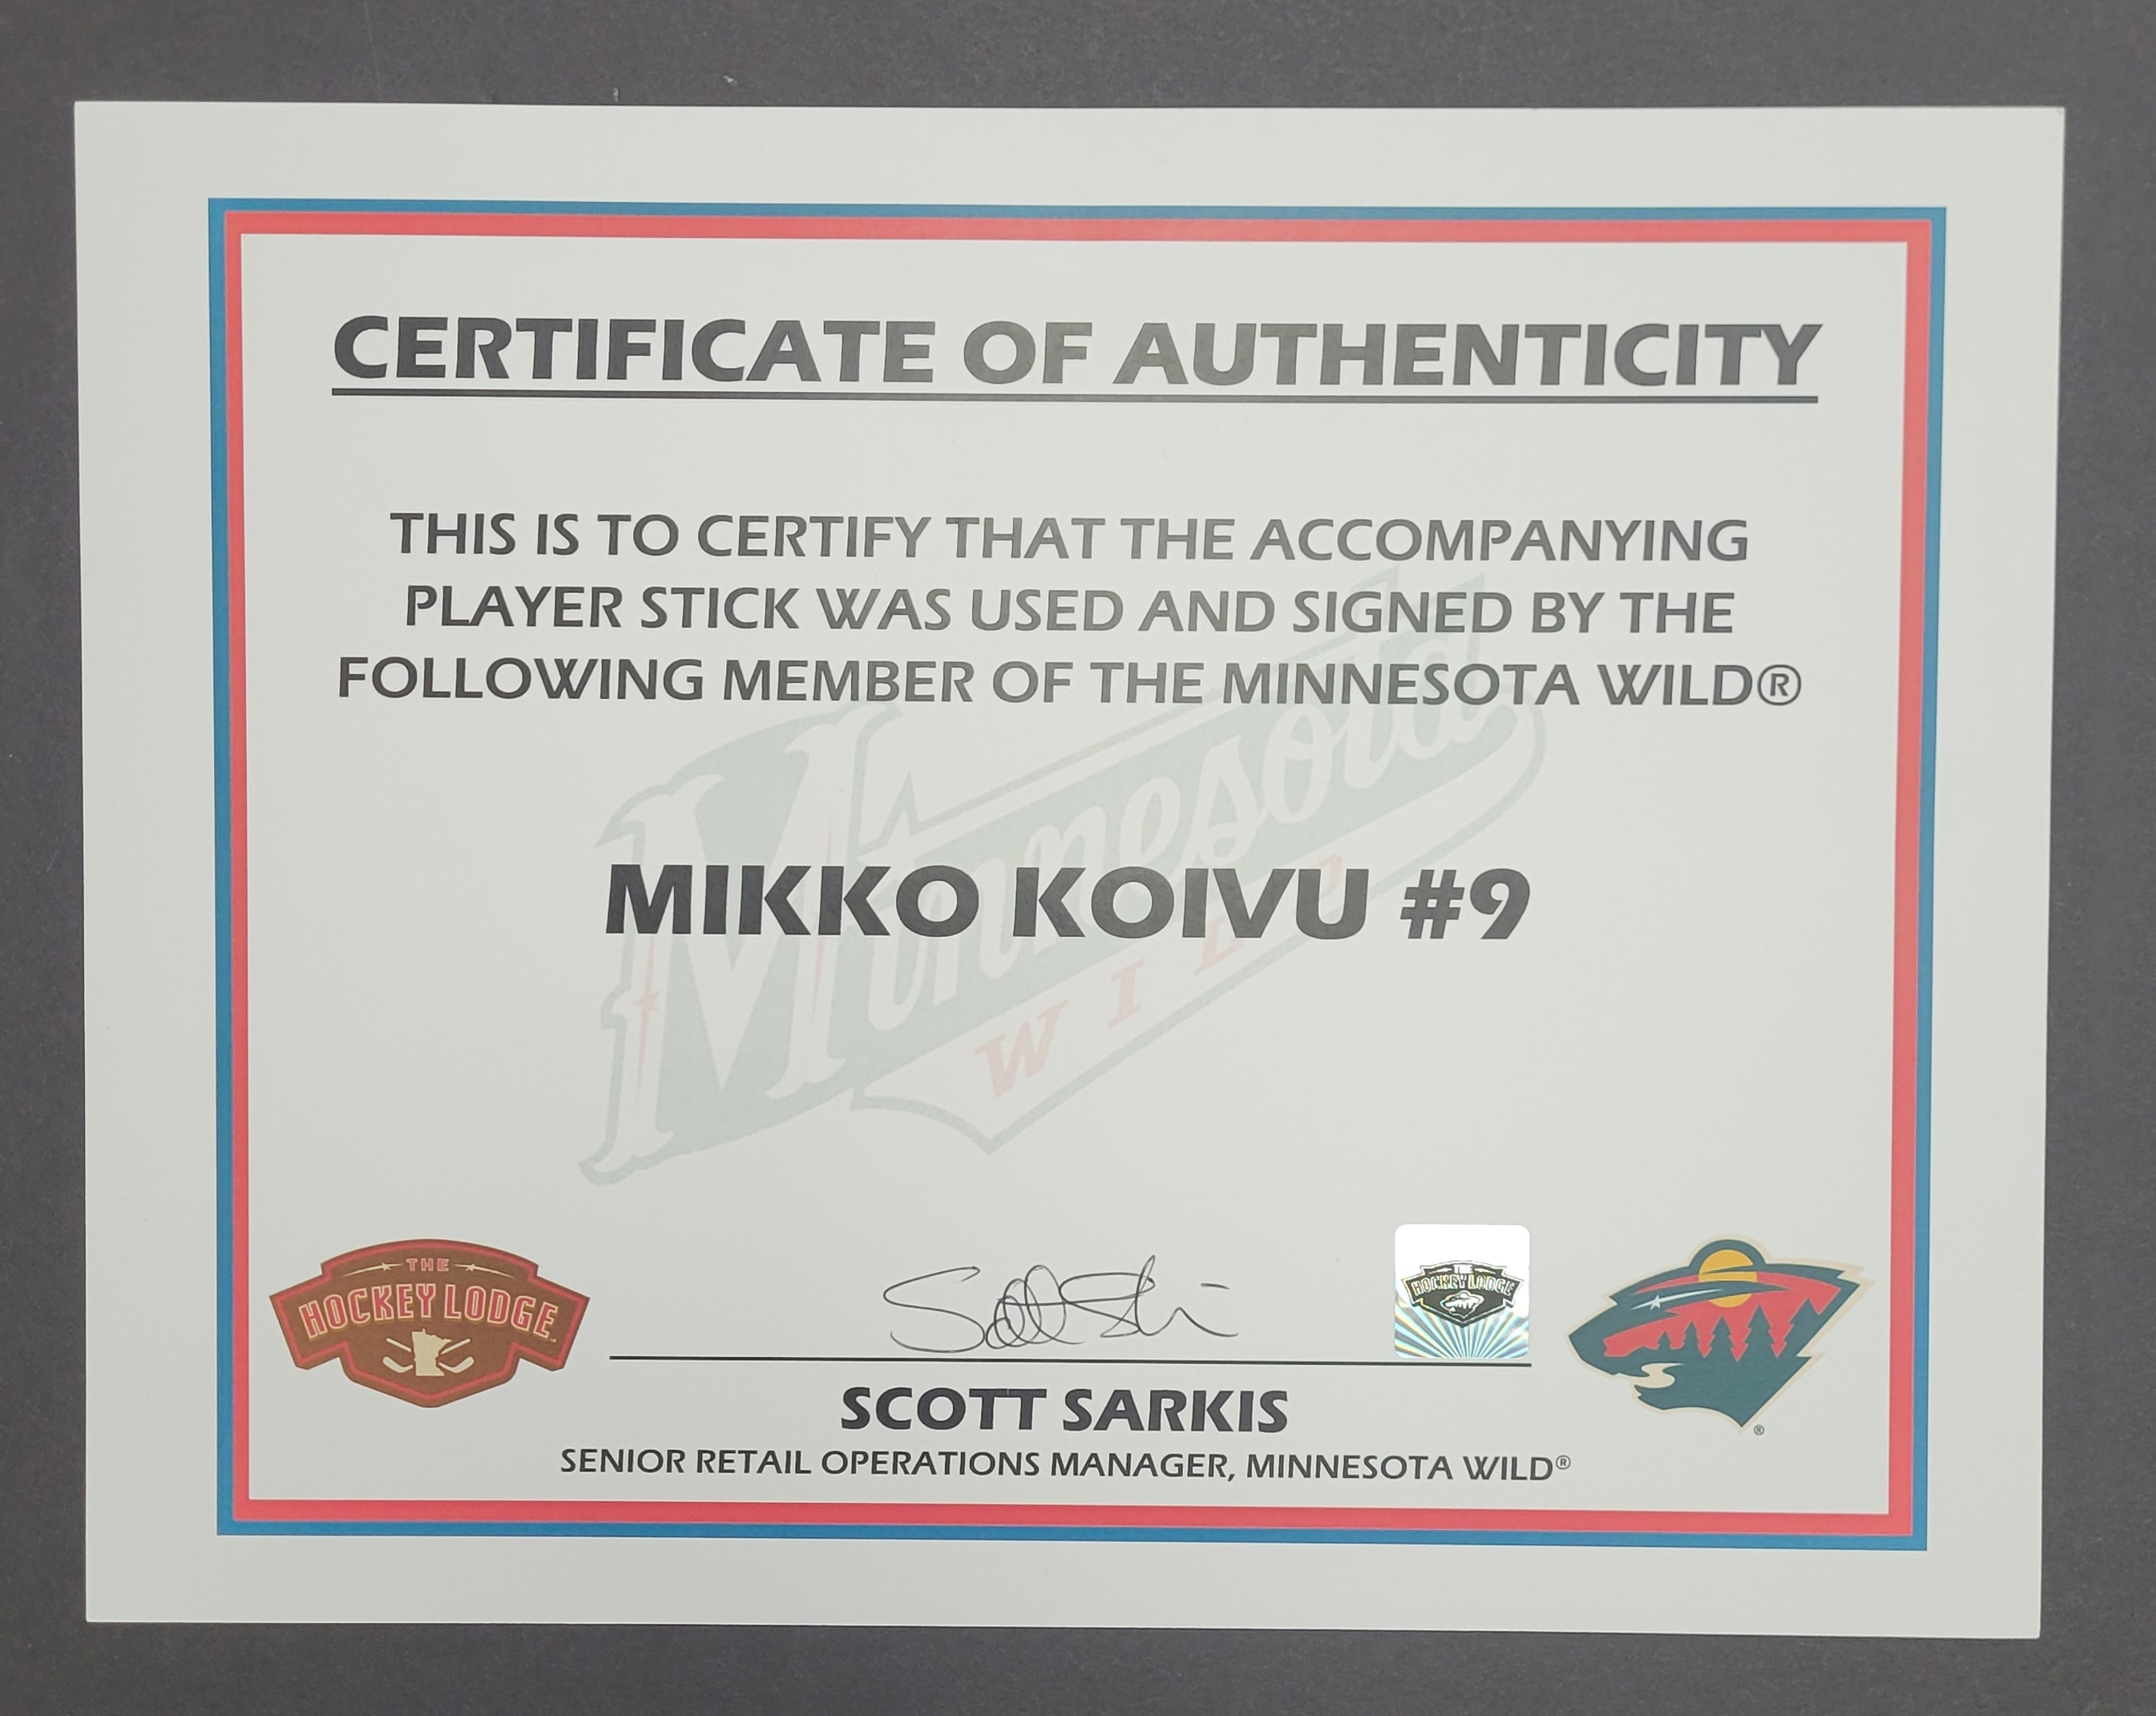 CERTIFICATE OF AUTHENTICITY
THIS IS TO CERTIFY THAT THE ACCOMPANYING
PLAYER STICK WAS USED AND SIGNED BY THE
FOLLOWING MEMBER OF THE MINNESOTA WILD®
Minnesota
WILD
MIKKO KOIVU #9
THE
HOCKEY LODGE
THE
HOCKEY LODGE
SCOTT SARKIS
SENIOR RETAIL OPERATIONS MANAGER, MINNESOTA WILD®